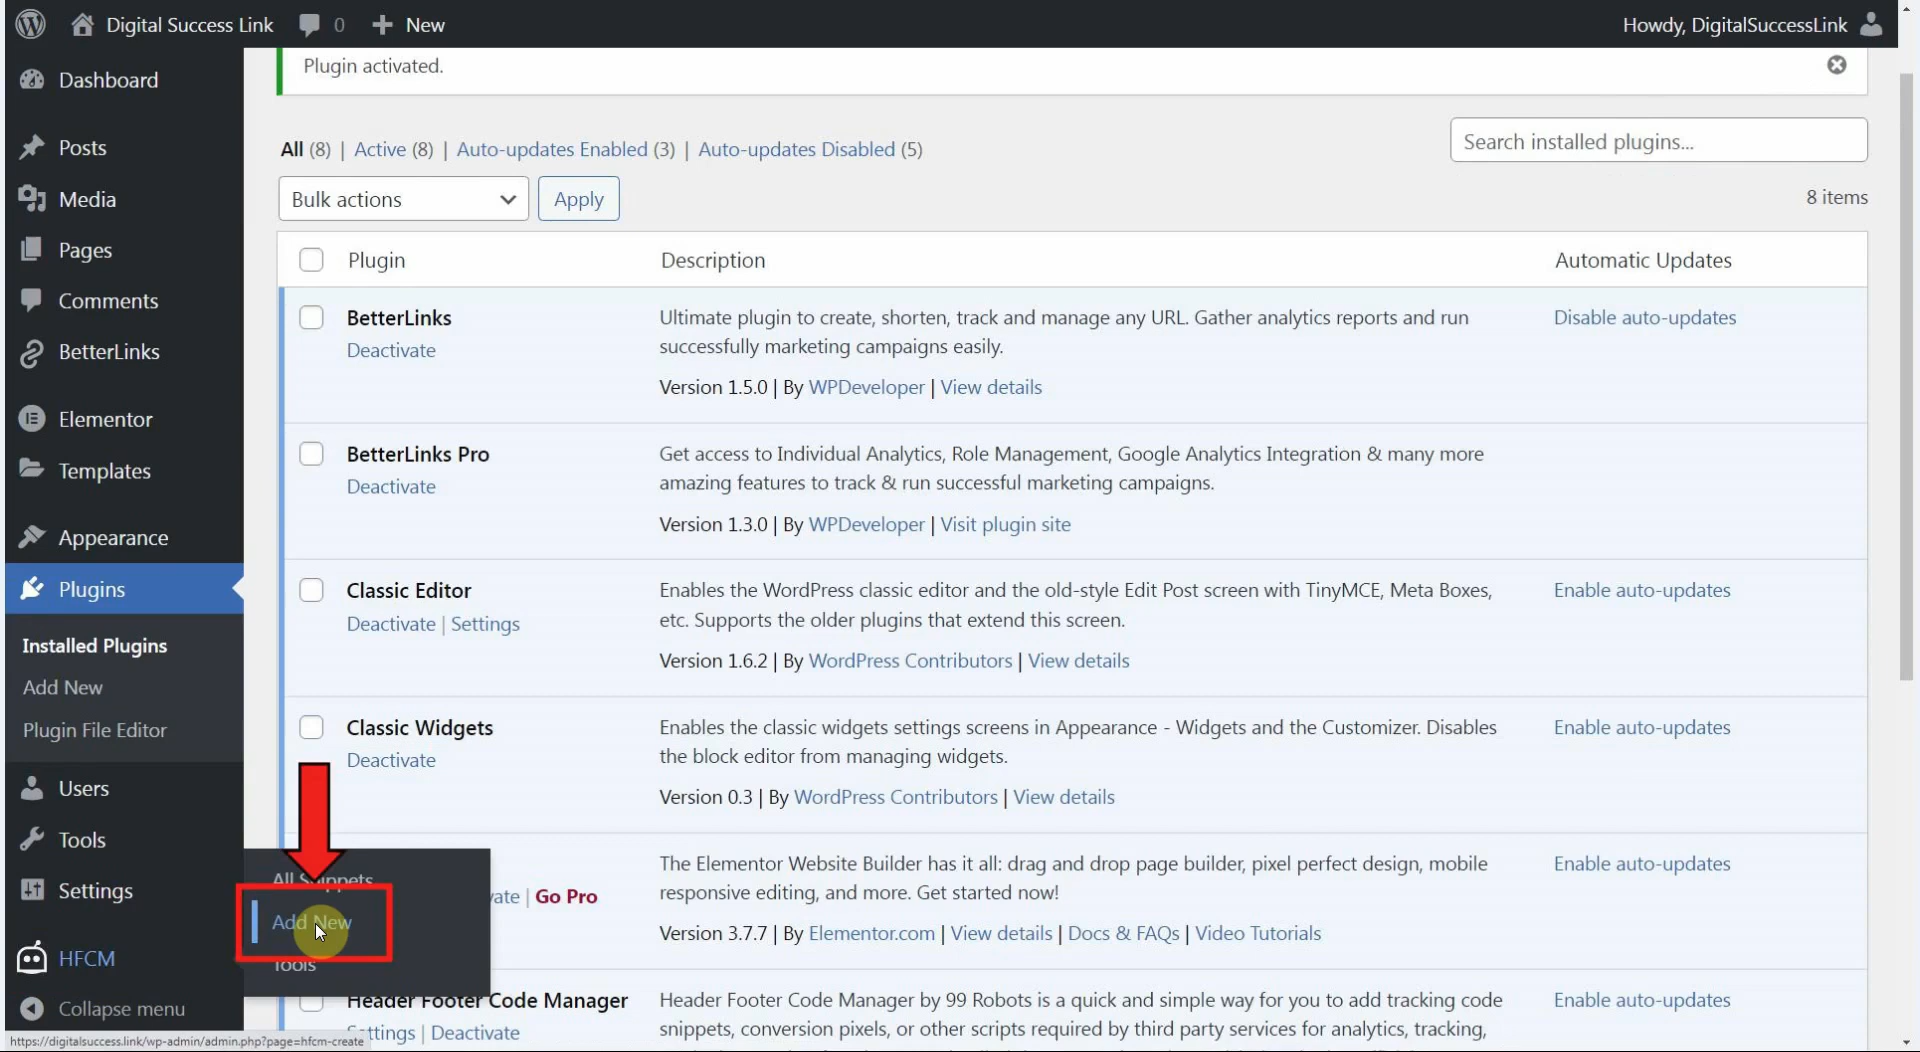 Digital Success Link 0 New Howdy, DigitalSuccessLink
Dashboard
Posts
Media
Pages
Comments
BetterLinks
Elementor
Templates
Appearance
Plugins
Installed Plugins
Add New
Plugin File Editor
Users
Tools
Settings
HFCM
Collapse menu
Plugin activated.
All (8) | Active (8) | Auto-updates Enabled (3) | Auto-updates Disabled (5)
Search installed plugins...
Bulk actions Apply
8 items
Plugin Description Automatic Updates
BetterLinks
Deactivate
Ultimate plugin to create, shorten, track and manage any URL. Gather analytics reports and run
successfully marketing campaigns easily.
Version 1.5.0 | By WPDeveloper | View details
Disable auto-updates
BetterLinks Pro
Deactivate
Get access to Individual Analytics, Role Management, Google Analytics Integration & many more
amazing features to track & run successful marketing campaigns.
Version 1.3.0 | By WPDeveloper | Visit plugin site
Classic Editor
Deactivate | Settings
Enables the WordPress classic editor and the old-style Edit Post screen with TinyMCE, Meta Boxes,
etc. Supports the older plugins that extend this screen.
Version 1.6.2 | By WordPress Contributors | View details
Enable auto-updates
Classic Widgets
Deactivate
Enables the classic widgets settings screens in Appearance - Widgets and the Customizer. Disables
the block editor from managing widgets.
Version 0.3 | By WordPress Contributors | View details
Enable auto-updates
vate | Go Pro
The Elementor Website Builder has it all: drag and drop page builder, pixel perfect design, mobile
responsive editing, and more. Get started now!
Version 3.7.7 | By Elementor.com | View details | Docs & FAQs | Video Tutorials
Enable auto-updates
All Snippets
Add New
Tools
Header Footer Code Manager
Settings | Deactivate
Header Footer Code Manager by 99 Robots is a quick and simple way for you to add tracking code
snippets, conversion pixels, or other scripts required by third party services for analytics, tracking,
Enable auto-updates
https://digitalsuccess.link/wp-admin/admin.php?page=hfcm-create